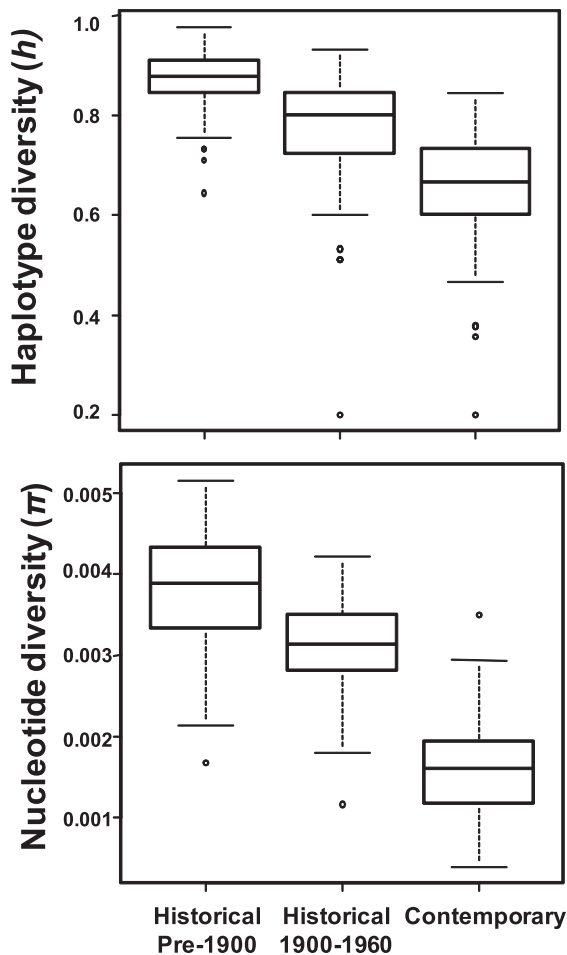 Haplotype diversity (h)
1.0
0.8
0.6
0.4
0.2
Nucleotide diversity (π)
0.005
0.004
0.003
0.002
0.001
Historical
Pre-1900
Historical
1900-1960
Contemporary